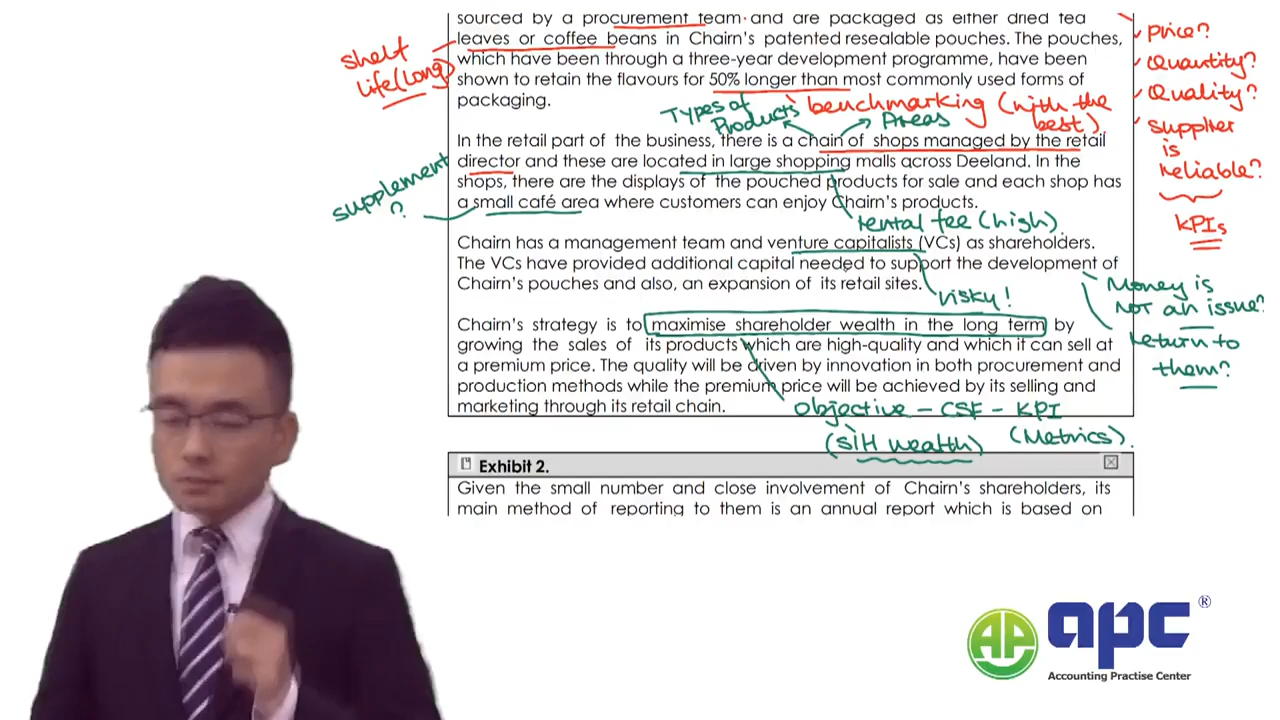 sourced by a procurement team and are packaged as either dried tea
leaves or coffee beans in Chairn's patented resealable pouches. The pouches,
which have been through a three-year development programme, have been
shown to retain the flavours for 50% longer than most commonly used forms of
packaging.
shelf
life(long)
price?
Quantity?
Quality?
supplier
is
reliable?
KPIs
Types of
Products
benchmarking (with the
best)
Areas
In the retail part of the business, there is a chain of shops managed by the retail
director and these are located in large shopping malls across Deeland. In the
shops, there are the displays of the pouched products for sale and each shop has
a small café area where customers can enjoy Chairn's products.
supplement
?
rental fee (high)
Chairn has a management team and venture capitalists (VCs) as shareholders.
The VCs have provided additional capital needed to support the development of
Chairn's pouches and also, an expansion of its retail sites.
risky!
Money is
NOT an issue?
return to
them?
Chairn's strategy is to maximise shareholder wealth in the long term by
growing the sales of its products which are high-quality and which it can sell at
a premium price. The quality will be driven by innovation in both procurement and
production methods while the premium price will be achieved by its selling and
marketing through its retail chain.
Objective – CSF – KPI
(S/H wealth) (Metrics).
Exhibit 2.
Given the small number and close involvement of Chairn's shareholders, its
main method of reporting to them is an annual report which is based on
AP apc ®
Accounting Practise Center